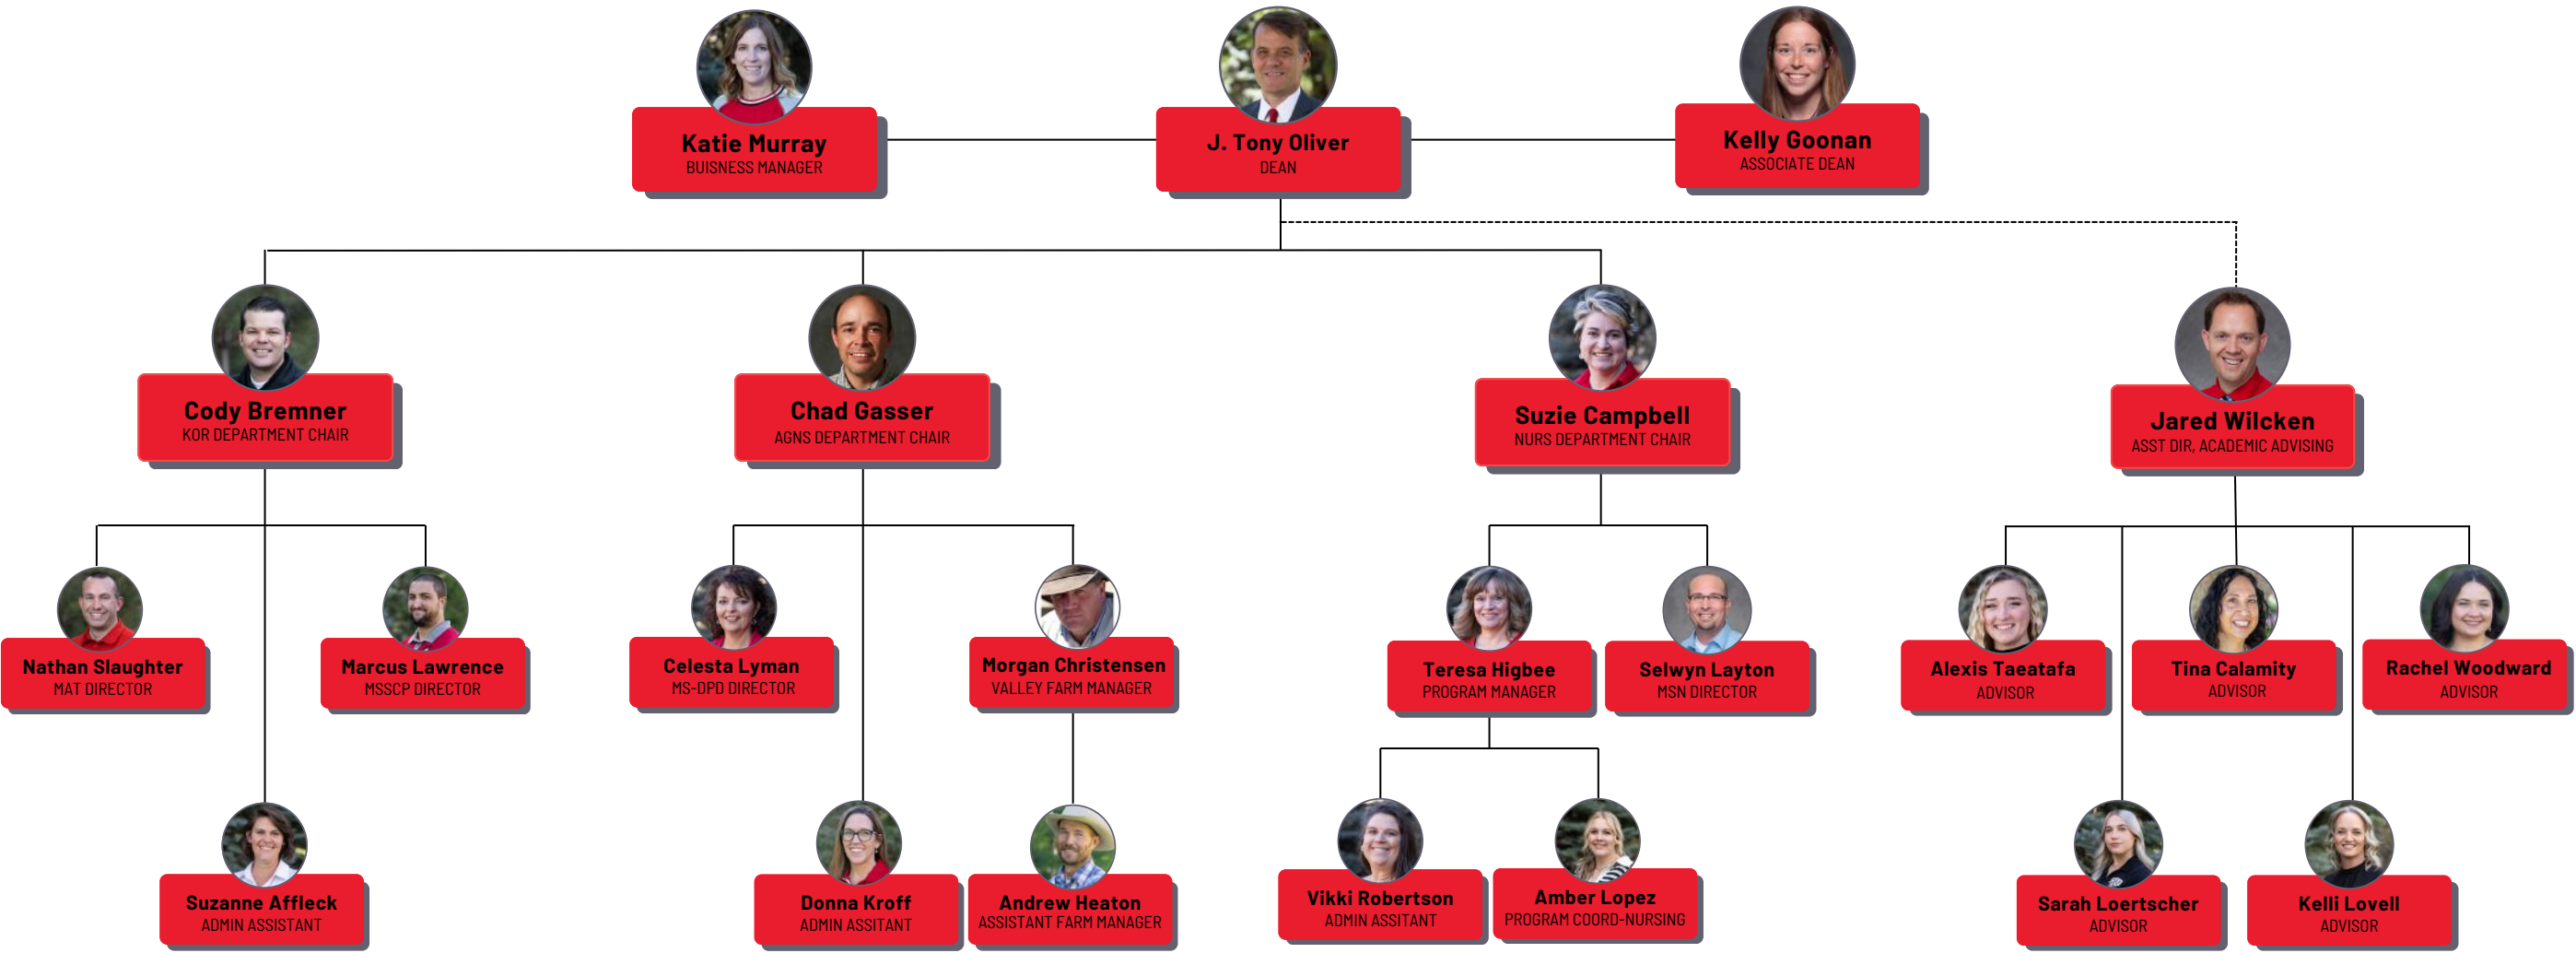 Katie Murray
BUISNESS MANAGER
J. Tony Oliver
DEAN
Kelly Goonan
ASSOCIATE DEAN
Cody Bremner
KOR DEPARTMENT CHAIR
Chad Gasser
AGNS DEPARTMENT CHAIR
Suzie Campbell
NURS DEPARTMENT CHAIR
Jared Wilcken
ASST DIR, ACADEMIC ADVISING
Nathan Slaughter
MAT DIRECTOR
Marcus Lawrence
MSSCP DIRECTOR
Celesta Lyman
MS-DPD DIRECTOR
Morgan Christensen
VALLEY FARM MANAGER
Teresa Higbee
PROGRAM MANAGER
Selwyn Layton
MSN DIRECTOR
Alexis Taeatafa
ADVISOR
Tina Calamity
ADVISOR
Rachel Woodward
ADVISOR
Suzanne Affleck
ADMIN ASSISTANT
Donna Kroff
ADMIN ASSITANT
Andrew Heaton
ASSISTANT FARM MANAGER
Vikki Robertson
ADMIN ASSITANT
Amber Lopez
PROGRAM COORD-NURSING
Sarah Loertscher
ADVISOR
Kelli Lovell
ADVISOR